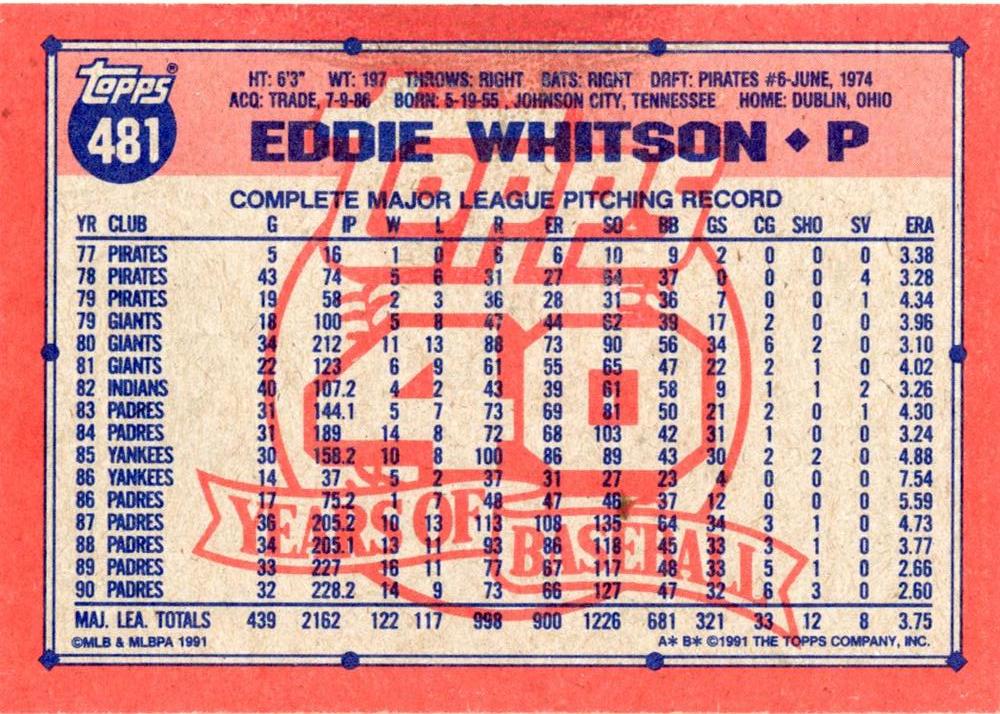 Topps®
481
HT: 6'3" WT: 197 THROWS: RIGHT BATS: RIGHT DRFT: PIRATES #6-JUNE, 1974
ACQ: TRADE, 7-9-86 BORN: 5-19-55, JOHNSON CITY, TENNESSEE HOME: DUBLIN, OHIO
EDDIE WHITSON ♦ P
Topps
40
YEARS OF BASEBALL
COMPLETE MAJOR LEAGUE PITCHING RECORD
YR CLUB G IP W L R ER SO BB GS CG SHO SV ERA
77 PIRATES 5 16 1 0 6 6 10 9 2 0 0 0 3.38
78 PIRATES 43 74 5 6 31 27 64 37 0 0 0 4 3.28
79 PIRATES 19 58 2 3 36 28 31 36 7 0 0 1 4.34
79 GIANTS 18 100 5 8 47 44 62 39 17 2 0 0 3.96
80 GIANTS 34 212 11 13 88 73 90 56 34 6 2 0 3.10
81 GIANTS 22 123 6 9 61 55 65 47 22 2 1 0 4.02
82 INDIANS 40 107.2 4 2 43 39 61 58 9 1 1 2 3.26
83 PADRES 31 144.1 5 7 73 69 81 50 21 2 0 1 4.30
84 PADRES 31 189 14 8 72 68 103 42 31 1 0 0 3.24
85 YANKEES 30 158.2 10 8 100 86 89 43 30 2 2 0 4.88
86 YANKEES 14 37 5 2 37 31 27 23 4 0 0 0 7.54
86 PADRES 17 75.2 1 7 48 47 46 37 12 0 0 0 5.59
87 PADRES 36 205.2 10 13 113 108 135 64 34 3 1 0 4.73
88 PADRES 34 205.1 13 11 93 86 118 45 33 3 1 0 3.77
89 PADRES 33 227 16 11 77 67 117 48 33 5 1 0 2.66
90 PADRES 32 228.2 14 9 73 66 127 47 32 6 3 0 2.60
MAJ. LEA. TOTALS 439 2162 122 117 998 900 1226 681 321 33 12 8 3.75
©MLB & MLBPA 1991 A* B* ©1991 THE TOPPS COMPANY, INC.